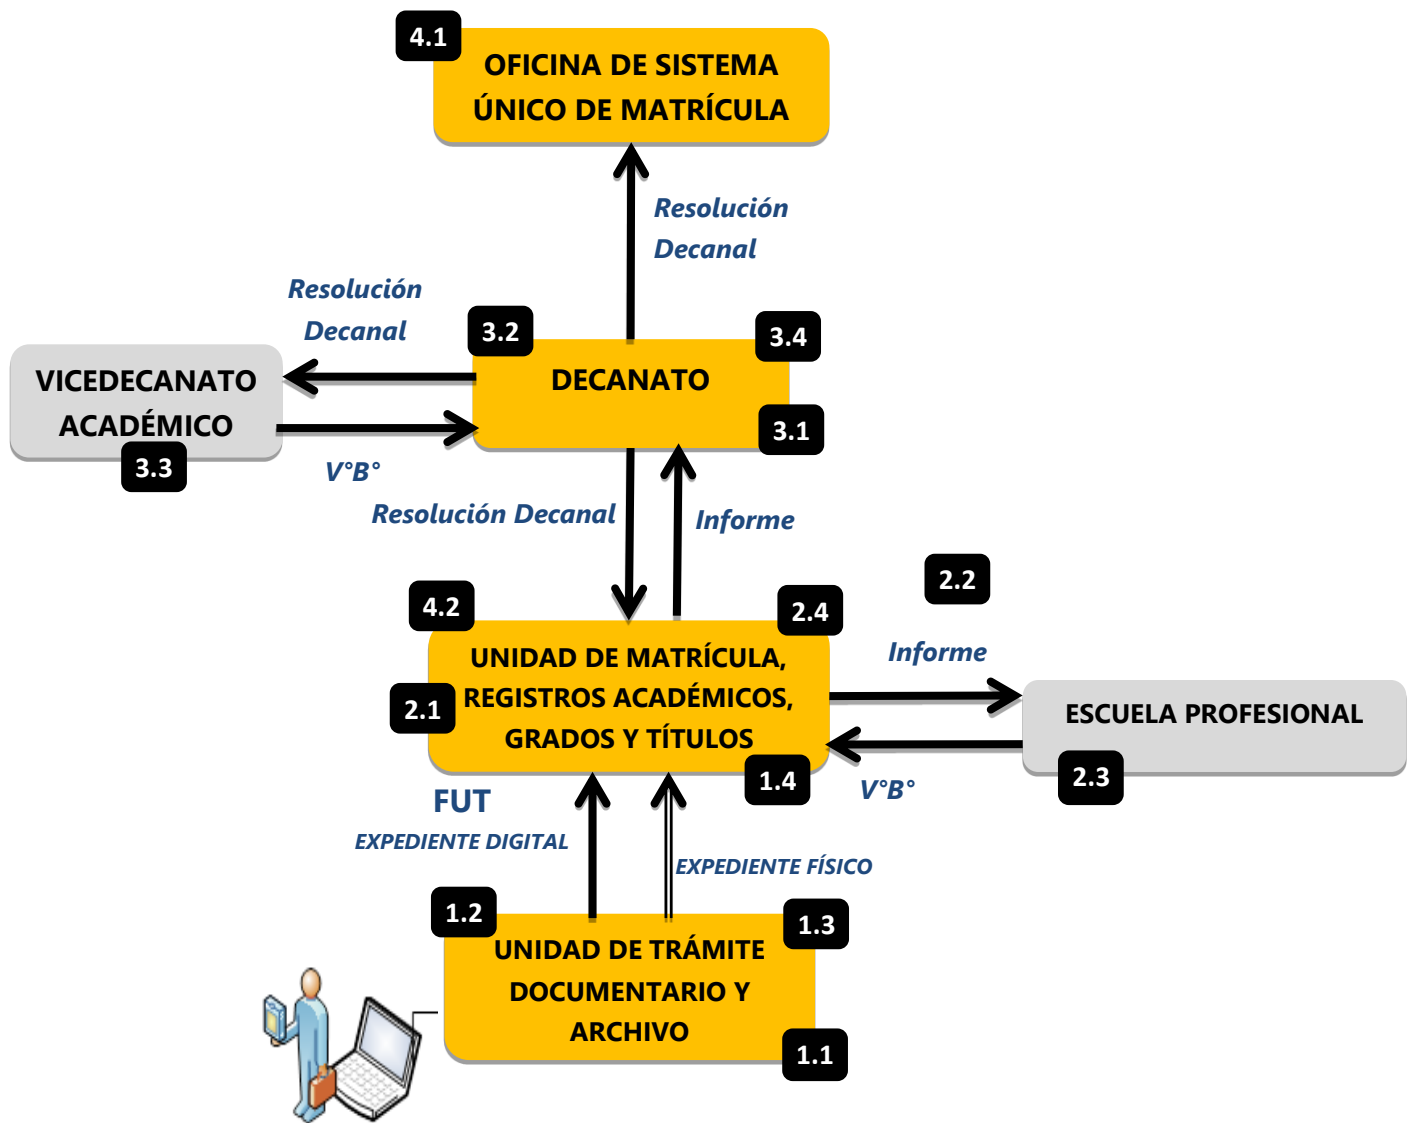 4.1
OFICINA DE SISTEMA
ÚNICO DE MATRÍCULA
Resolución
Decanal
Resolución
Decanal
3.2
3.4
VICEDECANATO
ACADÉMICO
3.3
DECANATO
3.1
V°B°
Resolución Decanal
Informe
2.2
4.2
2.4
UNIDAD DE MATRÍCULA,
REGISTROS ACADÉMICOS,
GRADOS Y TÍTULOS
2.1
1.4
Informe
ESCUELA PROFESIONAL
2.3
V°B°
FUT
EXPEDIENTE DIGITAL
EXPEDIENTE FÍSICO
1.2
1.3
UNIDAD DE TRÁMITE
DOCUMENTARIO Y
ARCHIVO
1.1